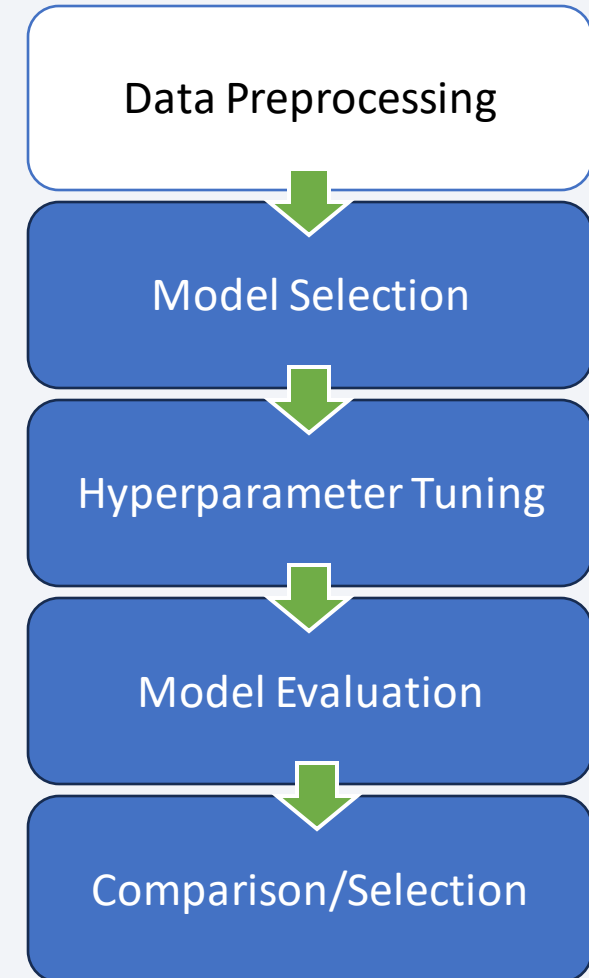 Data Preprocessing
Model Selection
Hyperparameter Tuning
Model Evaluation
Comparison/Selection